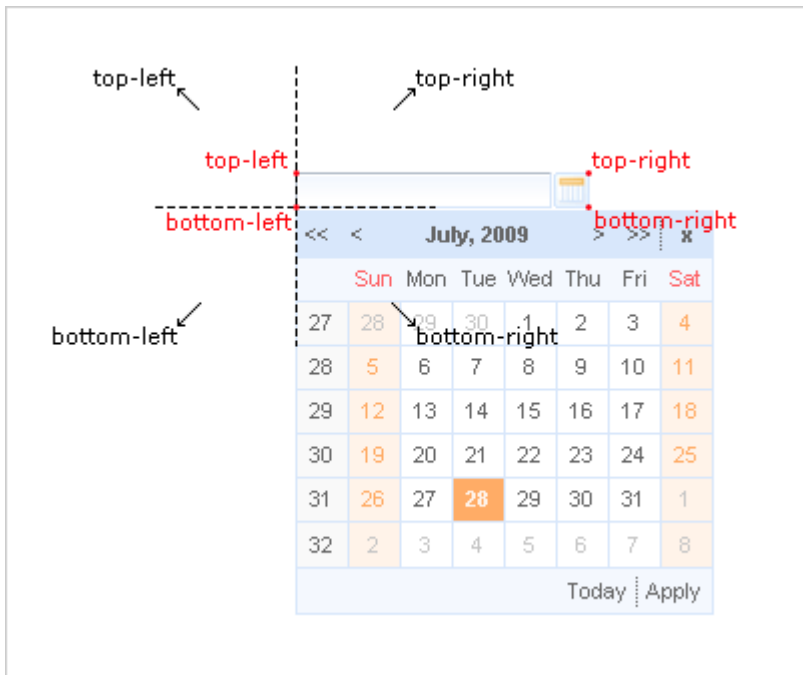 top-left top-right
top-left top-right
bottom-left bottom-right
<< < July, 2009 > >> x
Sun Mon Tue Wed Thu Fri Sat
27 28 29 30 1 2 3 4
bottom-left bottom-right
28 5 6 7 8 9 10 11
29 12 13 14 15 16 17 18
30 19 20 21 22 23 24 25
31 26 27 28 29 30 31 1
32 2 3 4 5 6 7 8
Today Apply